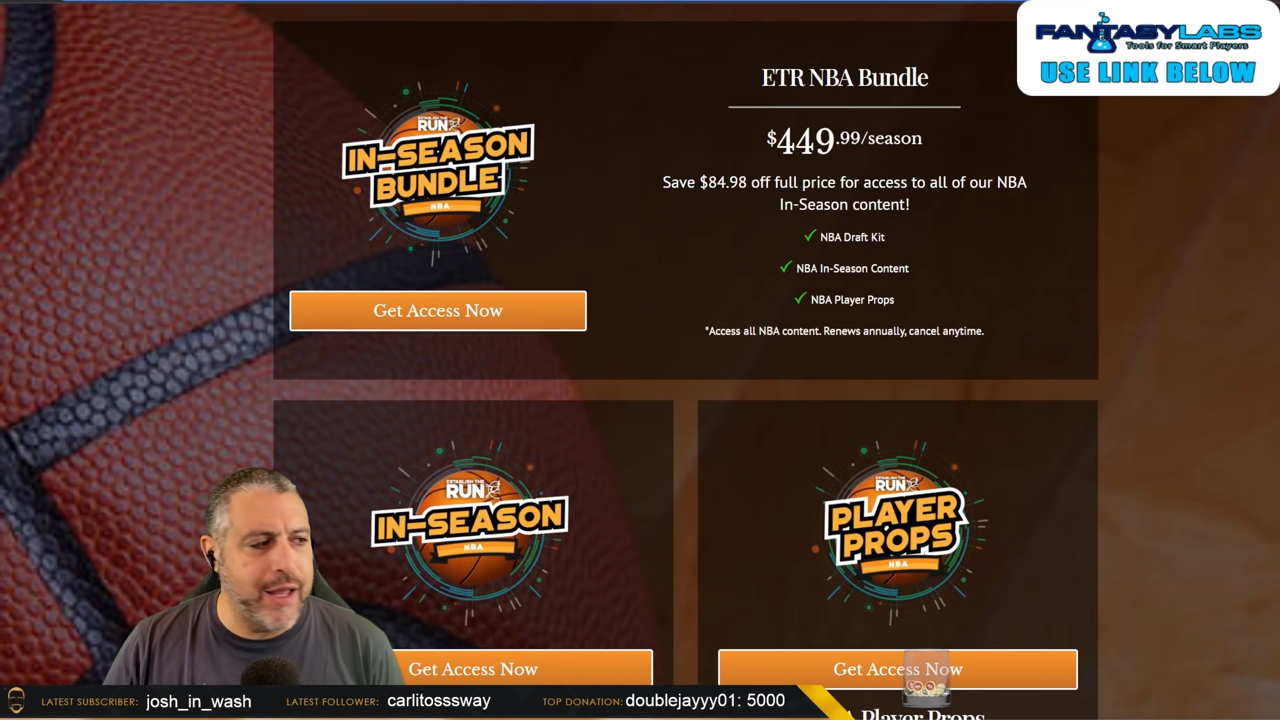 FANTASYLABS
Tools for Smart Players
USE LINK BELOW
ETR NBA Bundle
$449.99/season
Save $84.98 off full price for access to all of our NBA
In-Season content!
✓ NBA Draft Kit
✓ NBA In-Season Content
✓ NBA Player Props
*Access all NBA content. Renews annually, cancel anytime.
ESTABLISH THE
RUN
IN-SEASON
BUNDLE
NBA
Get Access Now
ESTABLISH THE
RUN
IN-SEASON
NBA
Get Access Now
ESTABLISH THE
RUN
PLAYER
PROPS
NBA
Get Access Now
Player Props
LATEST SUBSCRIBER: josh_in_wash
LATEST FOLLOWER: carlitosssway
TOP DONATION: doublejayyy01: 5000